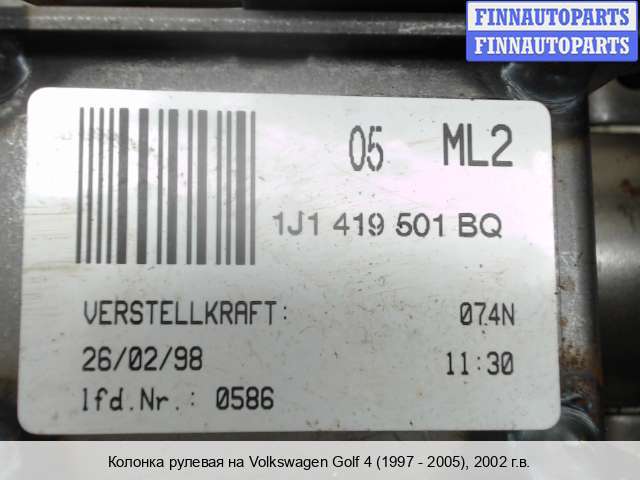 FINNAUTOPARTS
FINNAUTOPARTS
05 ML2
1J1 419 501 BQ
VERSTELLKRAFT: 074N
26/02/98 11:30
lfd.Nr.: 0586
Колонка рулевая на Volkswagen Golf 4 (1997 - 2005), 2002 г.в.